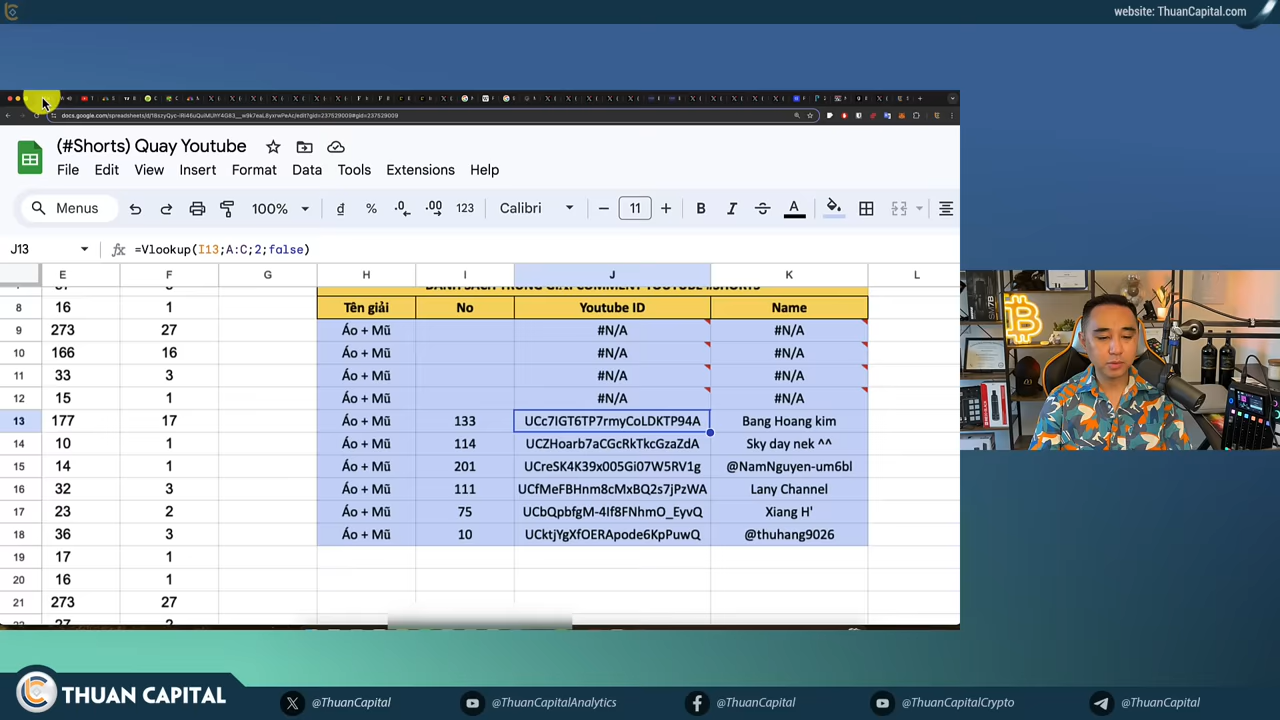 website: ThuanCapital.com
(#Shorts) Quay Youtube
File Edit View Insert Format Data Tools Extensions Help
Menus 100% đ % .0 .00 123 Calibri 11 B I A
J13 =Vlookup(I13;A:C;2;false)
E F G H I J K L
8 16 1 Tên giải No Youtube ID Name
9 273 27 Áo + Mũ #N/A #N/A
10 166 16 Áo + Mũ #N/A #N/A
11 33 3 Áo + Mũ #N/A #N/A
12 15 1 Áo + Mũ #N/A #N/A
13 177 17 Áo + Mũ 133 UCc7IGT6TP7rmyCoLDKTP94A Bang Hoang kim
14 10 1 Áo + Mũ 114 UCZHoarb7aCGcRkTkcGzaZdA Sky day nek ^^
15 14 1 Áo + Mũ 201 UCreSK4K39x005Gi07W5RV1g @NamNguyen-um6bl
16 32 3 Áo + Mũ 111 UCfMeFBHnm8cMxBQ2s7jPzWA Lany Channel
17 23 2 Áo + Mũ 75 UCbQpbfgM-4If8FNhmO_EyvQ Xiang H'
18 36 3 Áo + Mũ 10 UCktjYgXfOERApode6KpPuwQ @thuhang9026
19 17 1
20 16 1
21 273 27
THUAN CAPITAL @ThuanCapital @ThuanCapitalAnalytics @ThuanCapital @ThuanCapitalCrypto @ThuanCapital